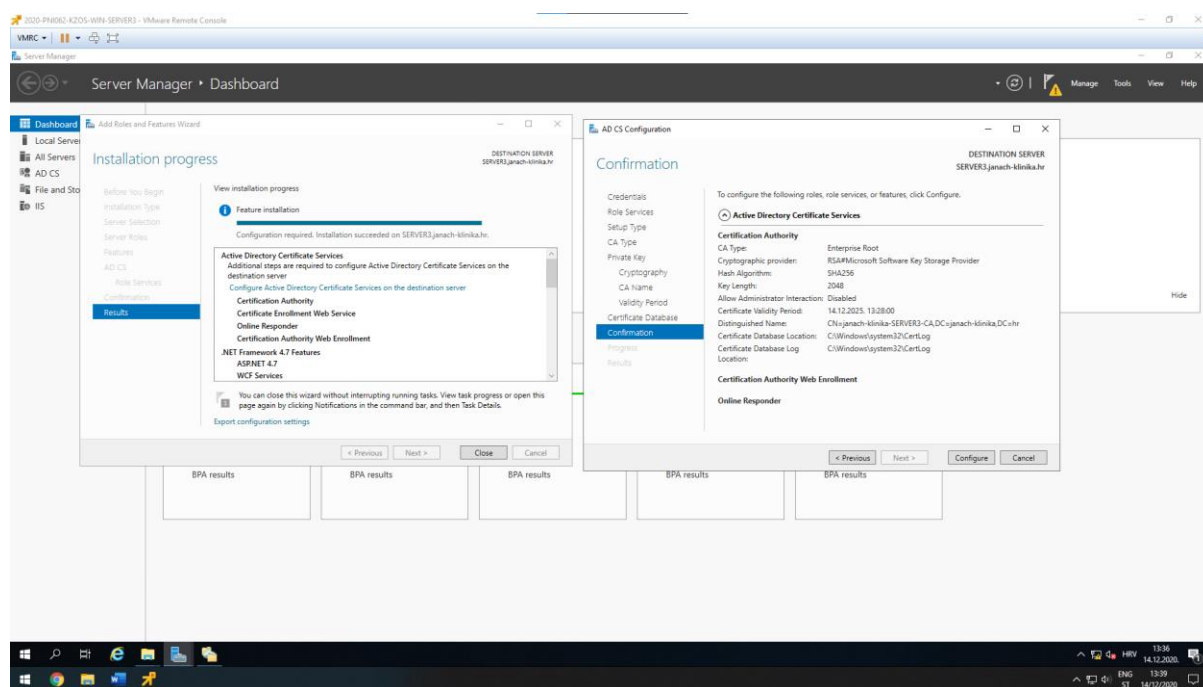 2020-PNI062-KZOS-WIN-SERVER3 - VMware Remote Console
VMRC
Server Manager
Server Manager • Dashboard
Manage Tools View Help
Dashboard
Local Server
All Servers
AD CS
File and Sto
IIS
Add Roles and Features Wizard
Installation progress
DESTINATION SERVER
SERVER3.janach-klinika.hr
Before You Begin
Installation Type
Server Selection
Server Roles
Features
AD CS
Role Services
Confirmation
Results
View installation progress
Feature installation
Configuration required. Installation succeeded on SERVER3.janach-klinika.hr.
Active Directory Certificate Services
Additional steps are required to configure Active Directory Certificate Services on the
destination server
Configure Active Directory Certificate Services on the destination server
Certification Authority
Certificate Enrollment Web Service
Online Responder
Certification Authority Web Enrollment
.NET Framework 4.7 Features
ASP.NET 4.7
WCF Services
You can close this wizard without interrupting running tasks. View task progress or open this
page again by clicking Notifications in the command bar, and then Task Details.
Export configuration settings
< Previous Next > Close Cancel
AD CS Configuration
Confirmation
DESTINATION SERVER
SERVER3.janach-klinika.hr
Credentials
Role Services
Setup Type
CA Type
Private Key
Cryptography
CA Name
Validity Period
Certificate Database
Confirmation
Progress
Results
To configure the following roles, role services, or features, click Configure.
Active Directory Certificate Services
Certification Authority
CA Type: Enterprise Root
Cryptographic provider: RSA#Microsoft Software Key Storage Provider
Hash Algorithm: SHA256
Key Length: 2048
Allow Administrator Interaction: Disabled
Certificate Validity Period: 14.12.2025. 13:28:00
Distinguished Name: CN=janach-klinika-SERVER3-CA,DC=janach-klinika,DC=hr
Certificate Database Location: C:\Windows\system32\CertLog
Certificate Database Log C:\Windows\system32\CertLog
Location:
Certification Authority Web Enrollment
Online Responder
< Previous Next > Configure Cancel
Hide
BPA results BPA results BPA results BPA results BPA results
HRV 13:36
14.12.2020.
ENG 13:39
ST 14/12/2020